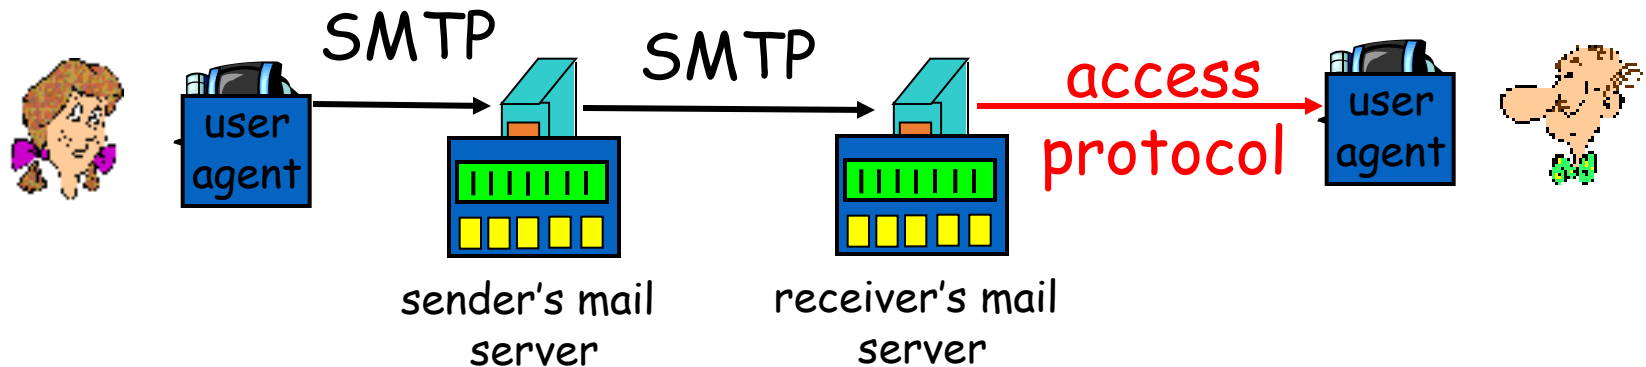 SMTP
SMTP
access
protocol
user
agent
user
agent
sender's mail
server
receiver's mail
server